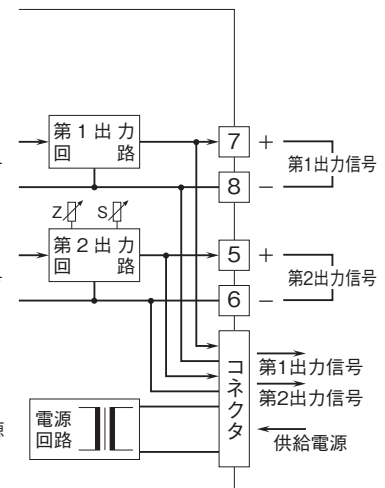 第1出力
回 路
7 +
第1出力信号
8 −
Z S
第2出力
回 路
5 +
第2出力信号
6 −
コネクタ
第1出力信号
第2出力信号
供給電源
電源
回路
源